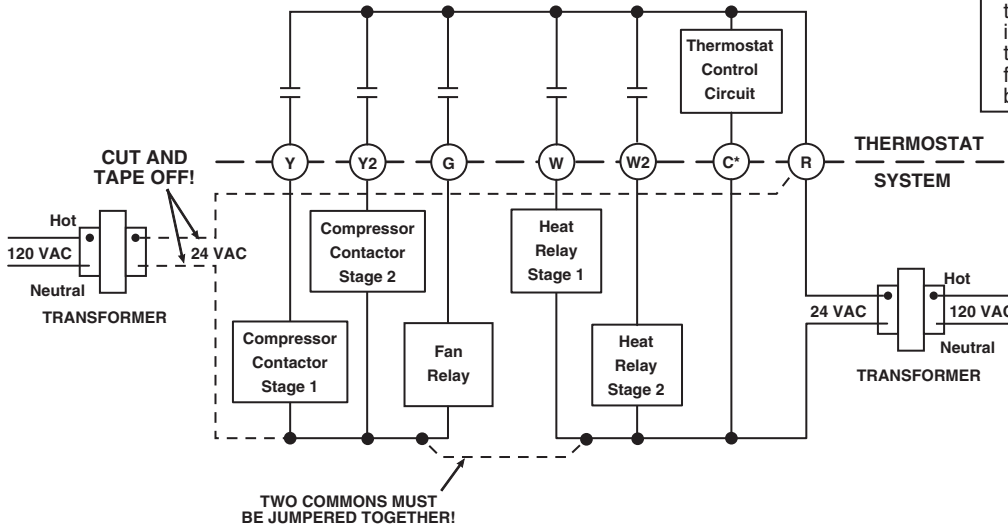 Thermostat
Control
Circuit
Y
Y2
G
W
W2
C*
R
THERMOSTAT
SYSTEM
CUT AND
TAPE OFF!
Hot
120 VAC
24 VAC
Neutral
TRANSFORMER
Compressor
Contactor
Stage 2
Heat
Relay
Stage 1
Compressor
Contactor
Stage 1
Fan
Relay
Heat
Relay
Stage 2
24 VAC
Hot
120 VAC
Neutral
TRANSFORMER
TWO COMMONS MUST
BE JUMPERED TOGETHER!